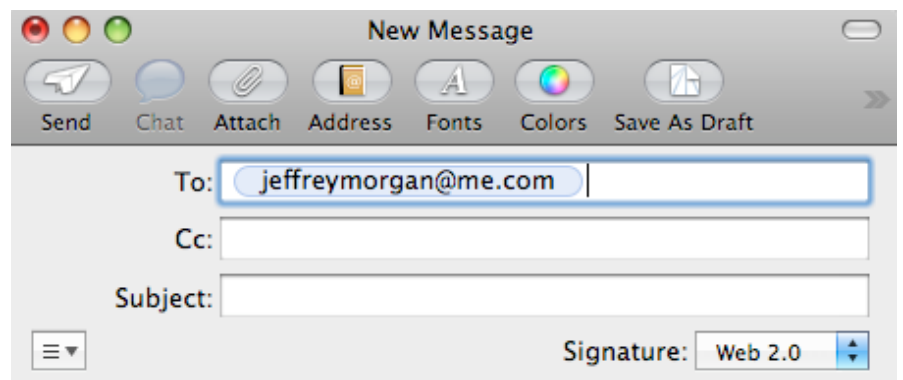 New Message
Send Chat Attach Address Fonts Colors Save As Draft
To: jeffreymorgan@me.com
Cc:
Subject:
Signature: Web 2.0